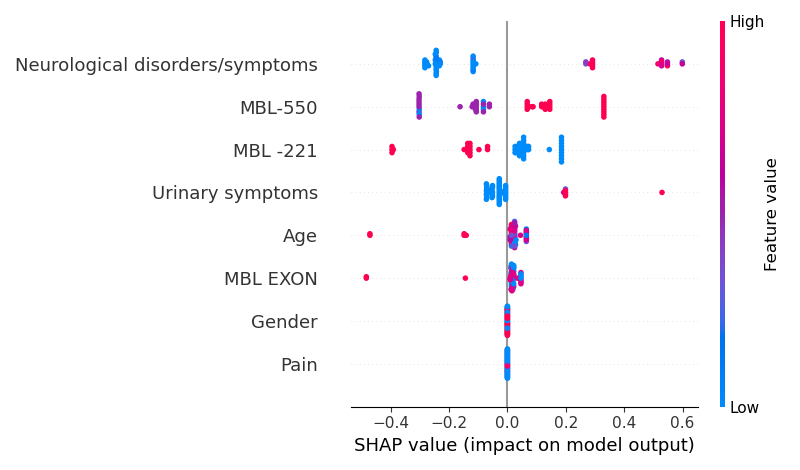 High
Neurological disorders/symptoms
MBL-550
MBL -221
Urinary symptoms
Age
MBL EXON
Gender
Pain
Feature value
Low
−0.4 −0.2 0.0 0.2 0.4 0.6
SHAP value (impact on model output)